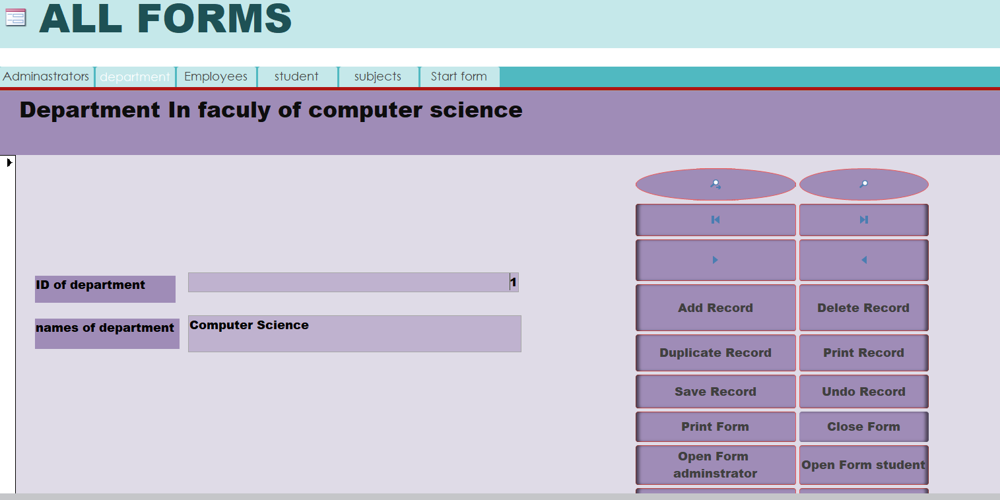 ALL FORMS
Adminastrators
department
Employees
student
subjects
Start form
Department In faculy of computer science
ID of department
1
names of department
Computer Science
Add Record
Delete Record
Duplicate Record
Print Record
Save Record
Undo Record
Print Form
Close Form
Open Form
adminstrator
Open Form student